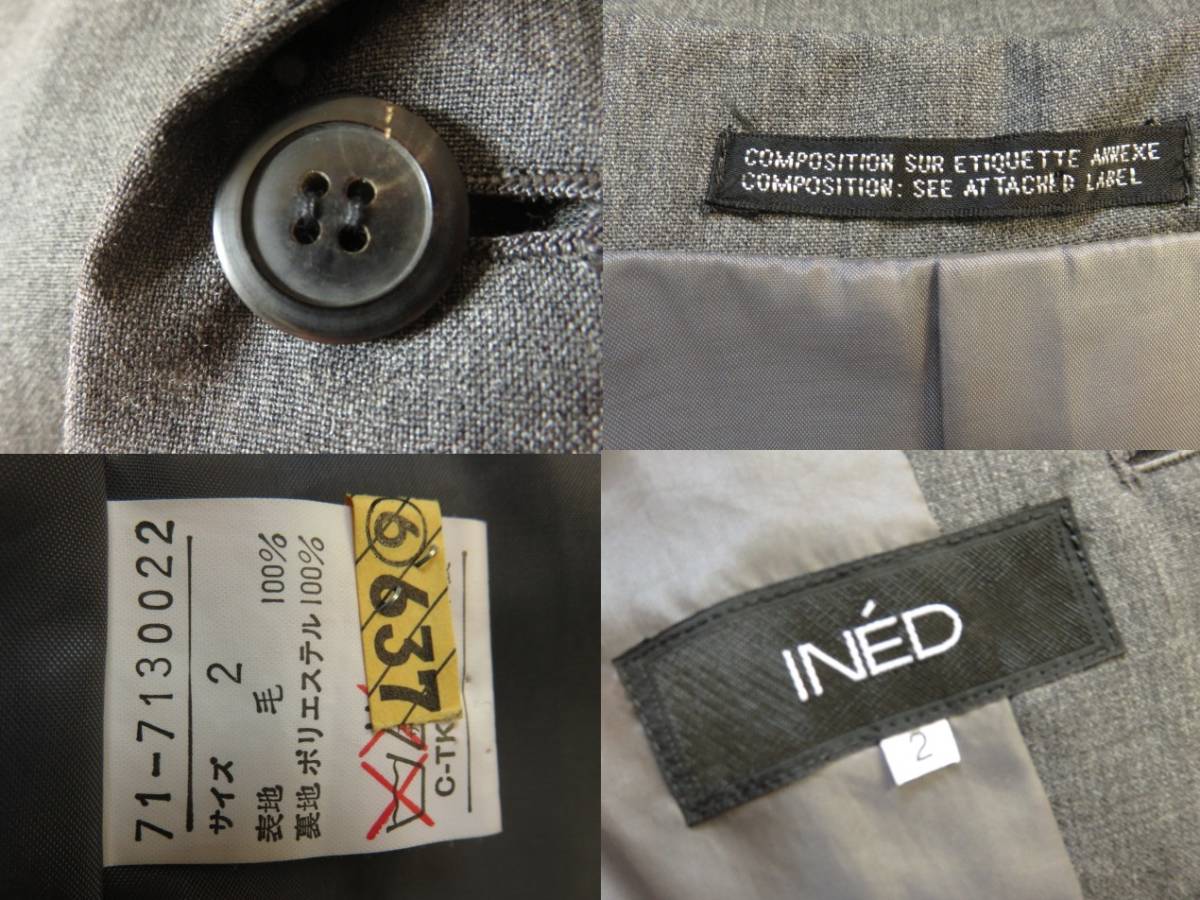 COMPOSITION SUR ETIQUETTE ANNEXE
COMPOSITION: SEE ATTACHED LABEL
71-7130022
サイズ 2
表地 毛 100%
裏地 ポリエステル 100%
6 637
C-TK
INÉD
2